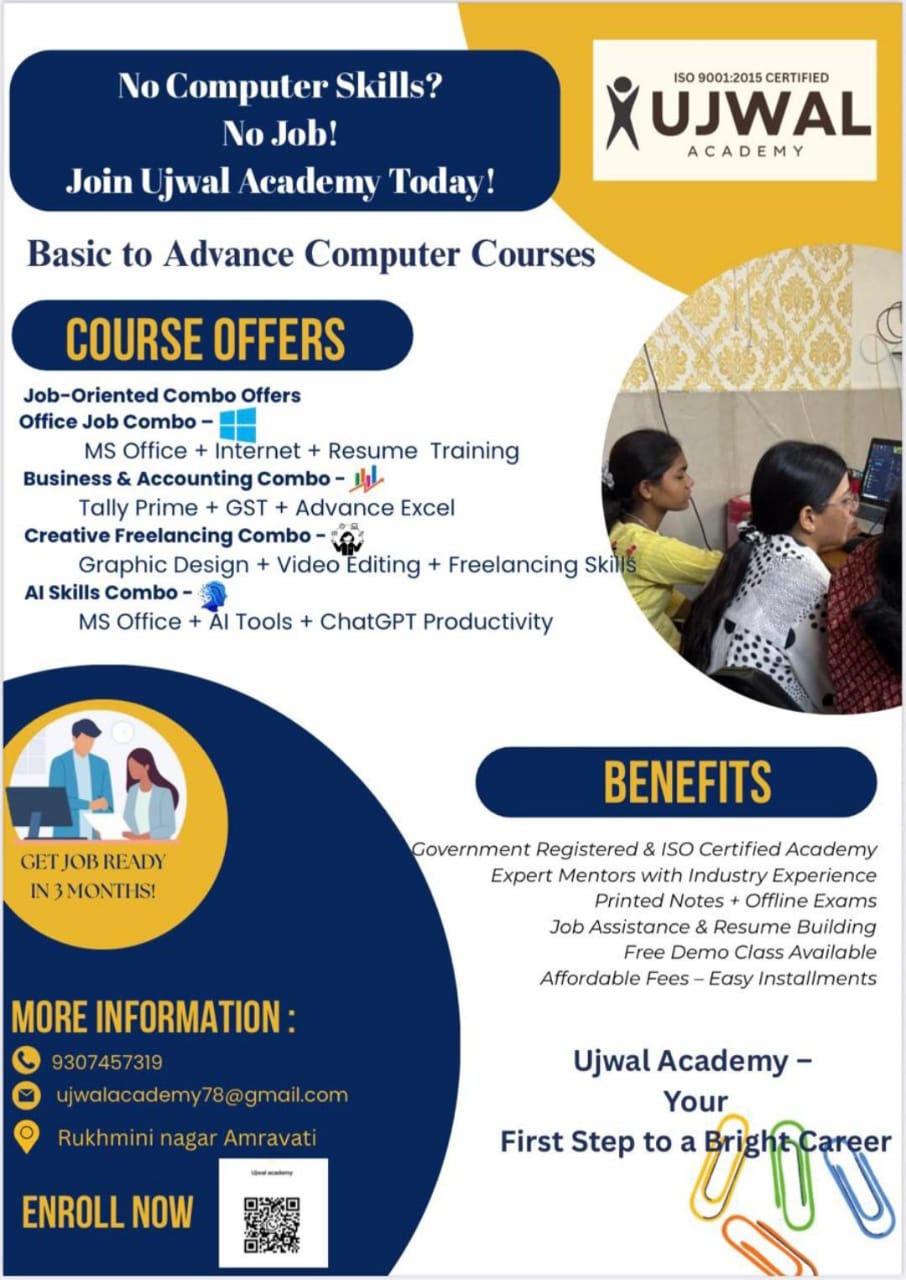 No Computer Skills?
No Job!
Join Ujwal Academy Today!
ISO 9001:2015 CERTIFIED
UJWAL
ACADEMY
Basic to Advance Computer Courses
COURSE OFFERS
Job-Oriented Combo Offers
Office Job Combo –
MS Office + Internet + Resume Training
Business & Accounting Combo -
Tally Prime + GST + Advance Excel
Creative Freelancing Combo -
Graphic Design + Video Editing + Freelancing Skills
AI Skills Combo -
MS Office + AI Tools + ChatGPT Productivity
GET JOB READY
IN 3 MONTHS!
BENEFITS
Government Registered & ISO Certified Academy
Expert Mentors with Industry Experience
Printed Notes + Offline Exams
Job Assistance & Resume Building
Free Demo Class Available
Affordable Fees – Easy Installments
MORE INFORMATION :
9307457319
ujwalacademy78@gmail.com
Rukhmini nagar Amravati
Ujwal academy
ENROLL NOW
Ujwal Academy –
Your
First Step to a Bright Career